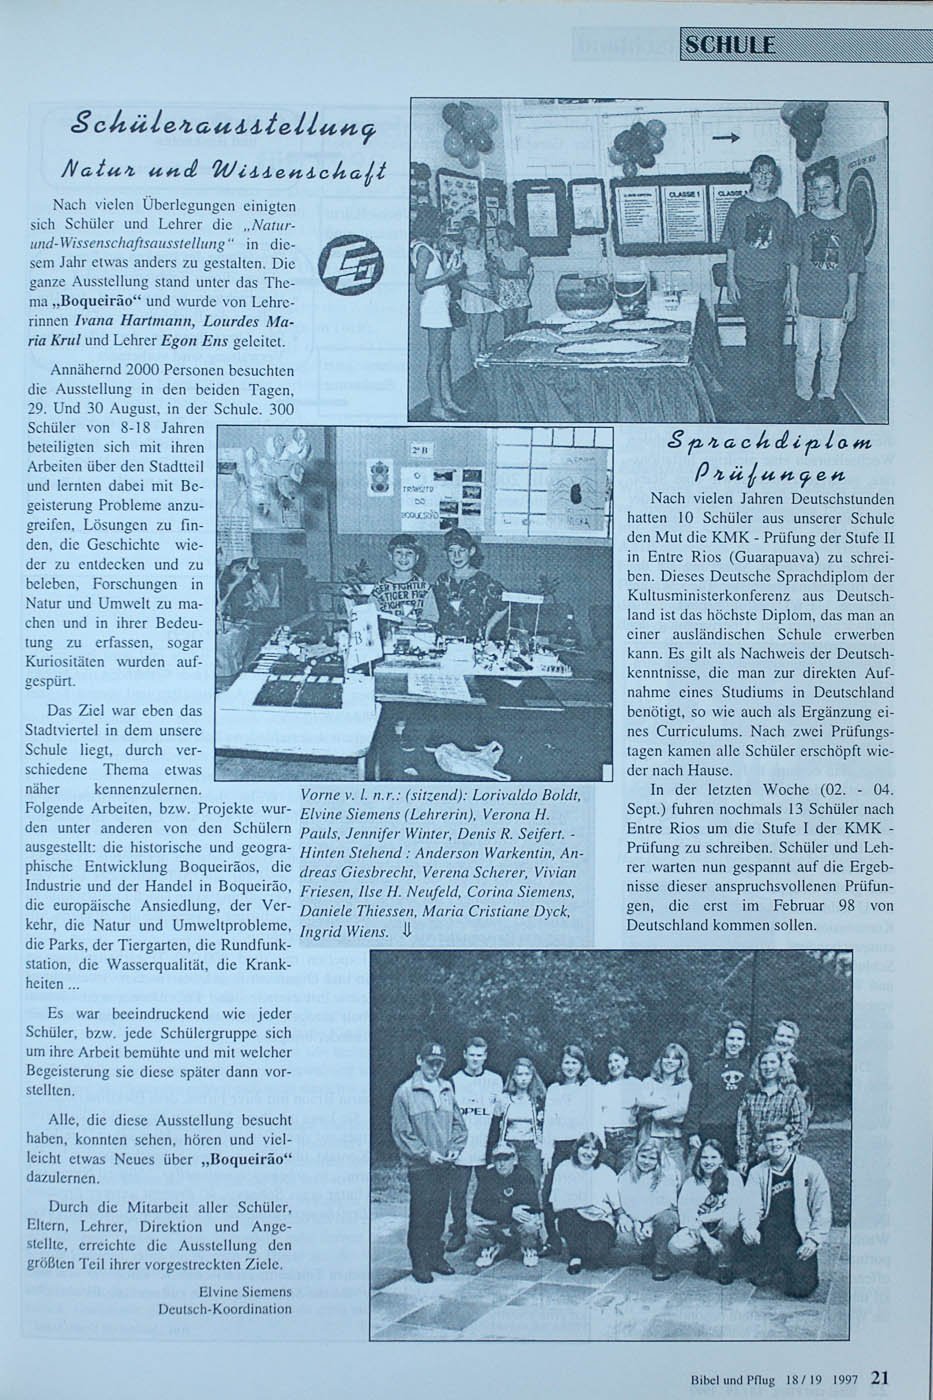 SCHULE
Schülerausstellung
Natur und Wissenschaft
Nach vielen Überlegungen einigten
sich Schüler und Lehrer die „Natur-
und-Wissenschaftsausstellung“ in die-
sem Jahr etwas anders zu gestalten. Die
ganze Ausstellung stand unter das The-
ma „Boqueirão“ und wurde von Lehre-
rinnen Ivana Hartmann, Lourdes Ma-
ria Krul und Lehrer Egon Ens geleitet.
Annähernd 2000 Personen besuchten
die Ausstellung in den beiden Tagen,
29. Und 30 August, in der Schule. 300
Schüler von 8-18 Jahren
beteiligten sich mit ihren
Arbeiten über den Stadtteil
und lernten dabei mit Be-
geisterung Probleme anzu-
greifen, Lösungen zu fin-
den, die Geschichte wie-
der zu entdecken und zu
beleben, Forschungen in
Natur und Umwelt zu ma-
chen und in ihrer Bedeu-
tung zu erfassen, sogar
Kuriositäten wurden auf-
gespürt.
Das Ziel war eben das
Stadtviertel in dem unsere
Schule liegt, durch ver-
schiedene Thema etwas
näher kennenzulernen.
Folgende Arbeiten, bzw. Projekte wur-
den unter anderen von den Schülern
ausgestellt: die historische und geogra-
phische Entwicklung Boqueirãos, die
Industrie und der Handel in Boqueirão,
die europäische Ansiedlung, der Ver-
kehr, die Natur und Umweltprobleme,
die Parks, der Tiergarten, die Rundfunk-
station, die Wasserqualität, die Krank-
heiten ...
Es war beeindruckend wie jeder
Schüler, bzw. jede Schülergruppe sich
um ihre Arbeit bemühte und mit welcher
Begeisterung sie diese später dann vor-
stellten.
Alle, die diese Ausstellung besucht
haben, konnten sehen, hören und viel-
leicht etwas Neues über „Boqueirão“
dazulernen.
Durch die Mitarbeit aller Schüler,
Eltern, Lehrer, Direktion und Ange-
stellte, erreichte die Ausstellung den
größten Teil ihrer vorgestreckten Ziele.
Elvine Siemens
Deutsch-Koordination
CLASSE 1
CLASSE
2ª B
O
TRANSITO
DO
BOQUEIRÃO
Vorne v. l. n.r.: (sitzend): Lorivaldo Boldt,
Elvine Siemens (Lehrerin), Verona H.
Pauls, Jennifer Winter, Denis R. Seifert. -
Hinten Stehend : Anderson Warkentin, An-
dreas Giesbrecht, Verena Scherer, Vivian
Friesen, Ilse H. Neufeld, Corina Siemens,
Daniele Thiessen, Maria Cristiane Dyck,
Ingrid Wiens. ⇓
Sprachdiplom
Prüfungen
Nach vielen Jahren Deutschstunden
hatten 10 Schüler aus unserer Schule
den Mut die KMK - Prüfung der Stufe II
in Entre Rios (Guarapuava) zu schrei-
ben. Dieses Deutsche Sprachdiplom der
Kultusministerkonferenz aus Deutsch-
land ist das höchste Diplom, das man an
einer ausländischen Schule erwerben
kann. Es gilt als Nachweis der Deutsch-
kenntnisse, die man zur direkten Auf-
nahme eines Studiums in Deutschland
benötigt, so wie auch als Ergänzung ei-
nes Curriculums. Nach zwei Prüfungs-
tagen kamen alle Schüler erschöpft wie-
der nach Hause.
In der letzten Woche (02. - 04.
Sept.) fuhren nochmals 13 Schüler nach
Entre Rios um die Stufe I der KMK -
Prüfung zu schreiben. Schüler und Leh-
rer warten nun gespannt auf die Ergeb-
nisse dieser anspruchsvollenen Prüfun-
gen, die erst im Februar 98 von
Deutschland kommen sollen.
OPEL
Bibel und Pflug 18 / 19 1997 21